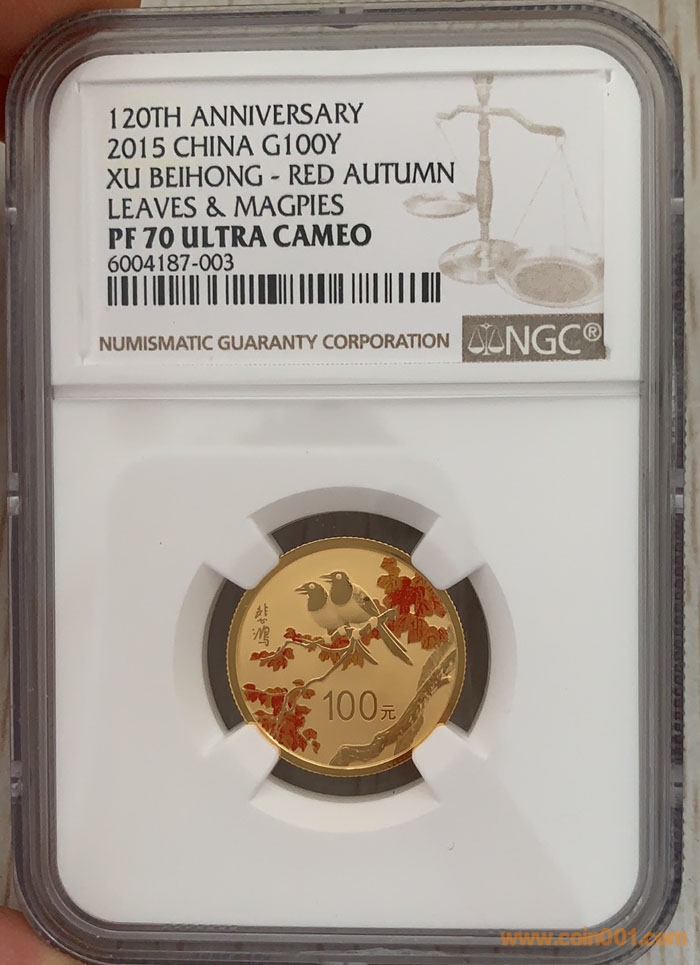 120TH ANNIVERSARY
2015 CHINA G100Y
XU BEIHONG - RED AUTUMN
LEAVES & MAGPIES
PF 70 ULTRA CAMEO
6004187-003
NUMISMATIC GUARANTY CORPORATION
NGC®
悲鴻
100元
www.coin001.com